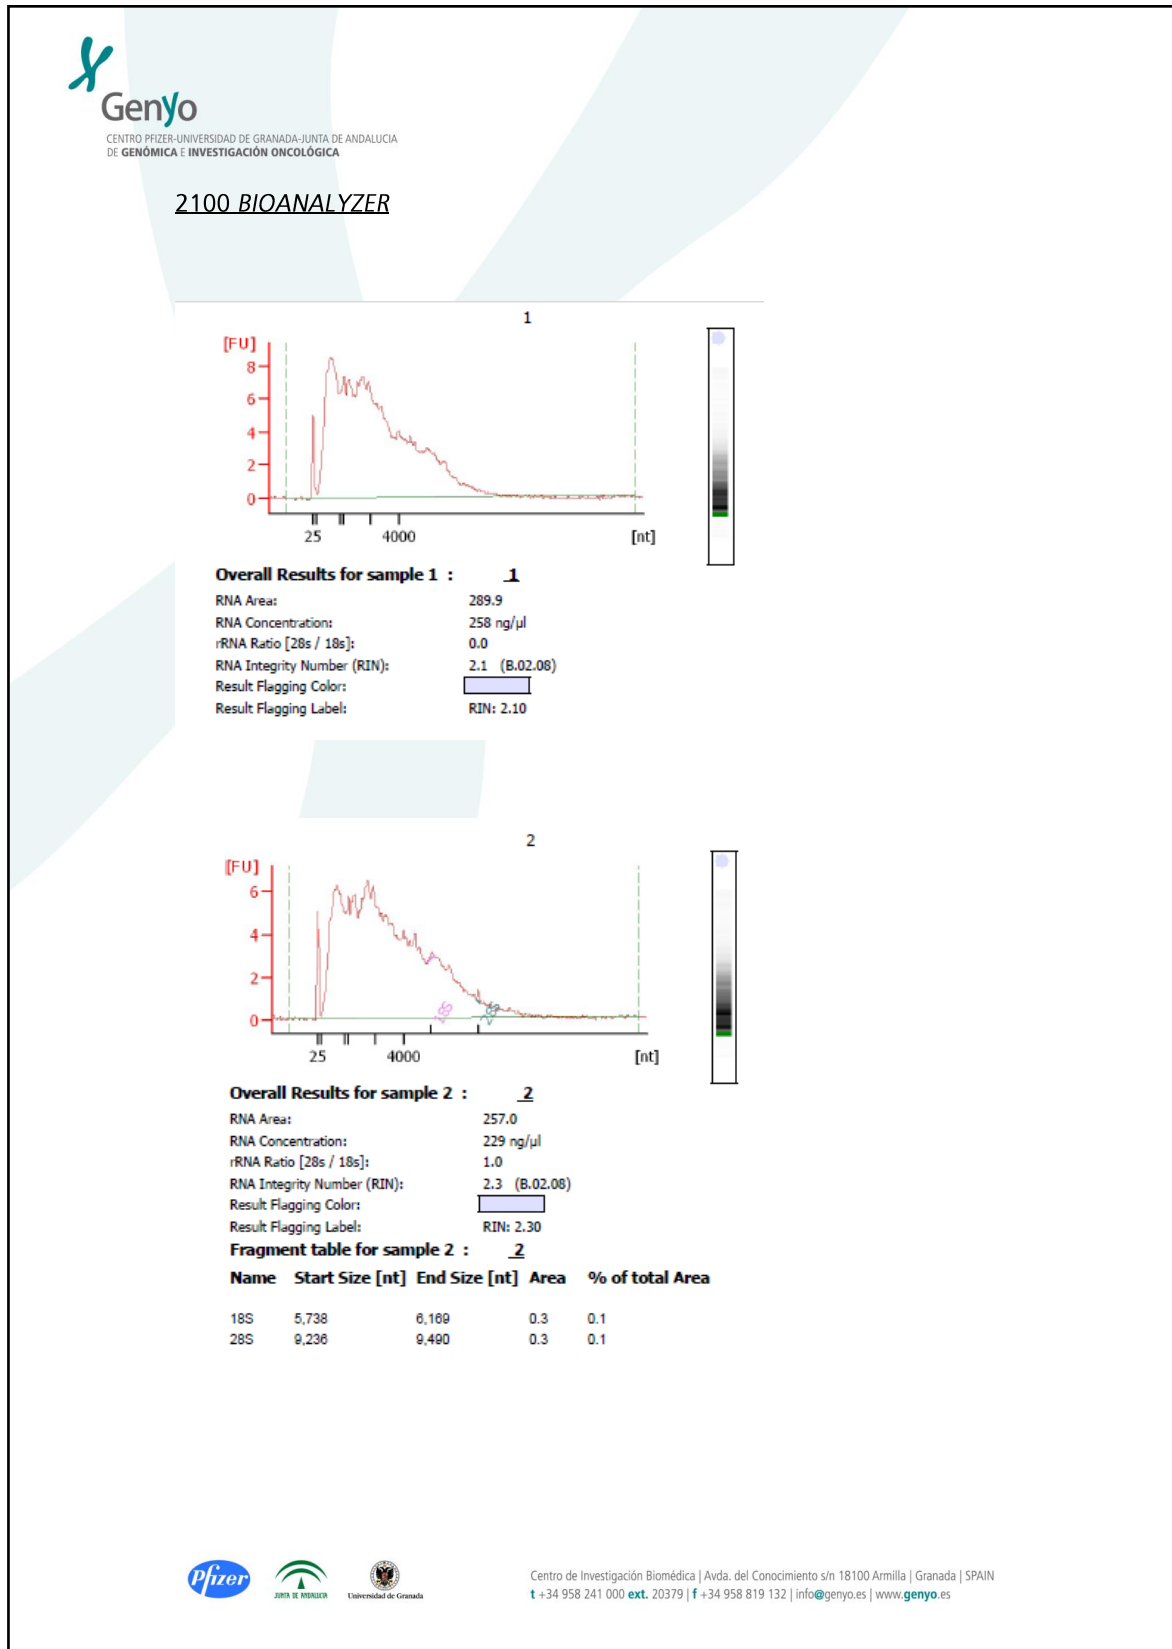 Genyo
CENTRO PFIZER-UNIVERSIDAD DE GRANADA-JUNTA DE ANDALUCIA
DE GENÓMICA E INVESTIGACIÓN ONCOLÓGICA
2100 BIOANALYZER
1
[FU]
8
6
4
2
0
25 4000 [nt]
Overall Results for sample 1 : 1
RNA Area: 289.9
RNA Concentration: 258 ng/µl
rRNA Ratio [28s / 18s]: 0.0
RNA Integrity Number (RIN): 2.1 (B.02.08)
Result Flagging Color:
Result Flagging Label: RIN: 2.10
2
[FU]
6
4
2
0
18S 28S
25 4000 [nt]
Overall Results for sample 2 : 2
RNA Area: 257.0
RNA Concentration: 229 ng/µl
rRNA Ratio [28s / 18s]: 1.0
RNA Integrity Number (RIN): 2.3 (B.02.08)
Result Flagging Color:
Result Flagging Label: RIN: 2.30
Fragment table for sample 2 : 2
Name Start Size [nt] End Size [nt] Area % of total Area
18S 5,738 6,169 0.3 0.1
28S 9,236 9,490 0.3 0.1
Pfizer
JUNTA DE ANDALUCIA
Universidad de Granada
Centro de Investigación Biomédica | Avda. del Conocimiento s/n 18100 Armilla | Granada | SPAIN
t +34 958 241 000 ext. 20379 | f +34 958 819 132 | info@genyo.es | www.genyo.es